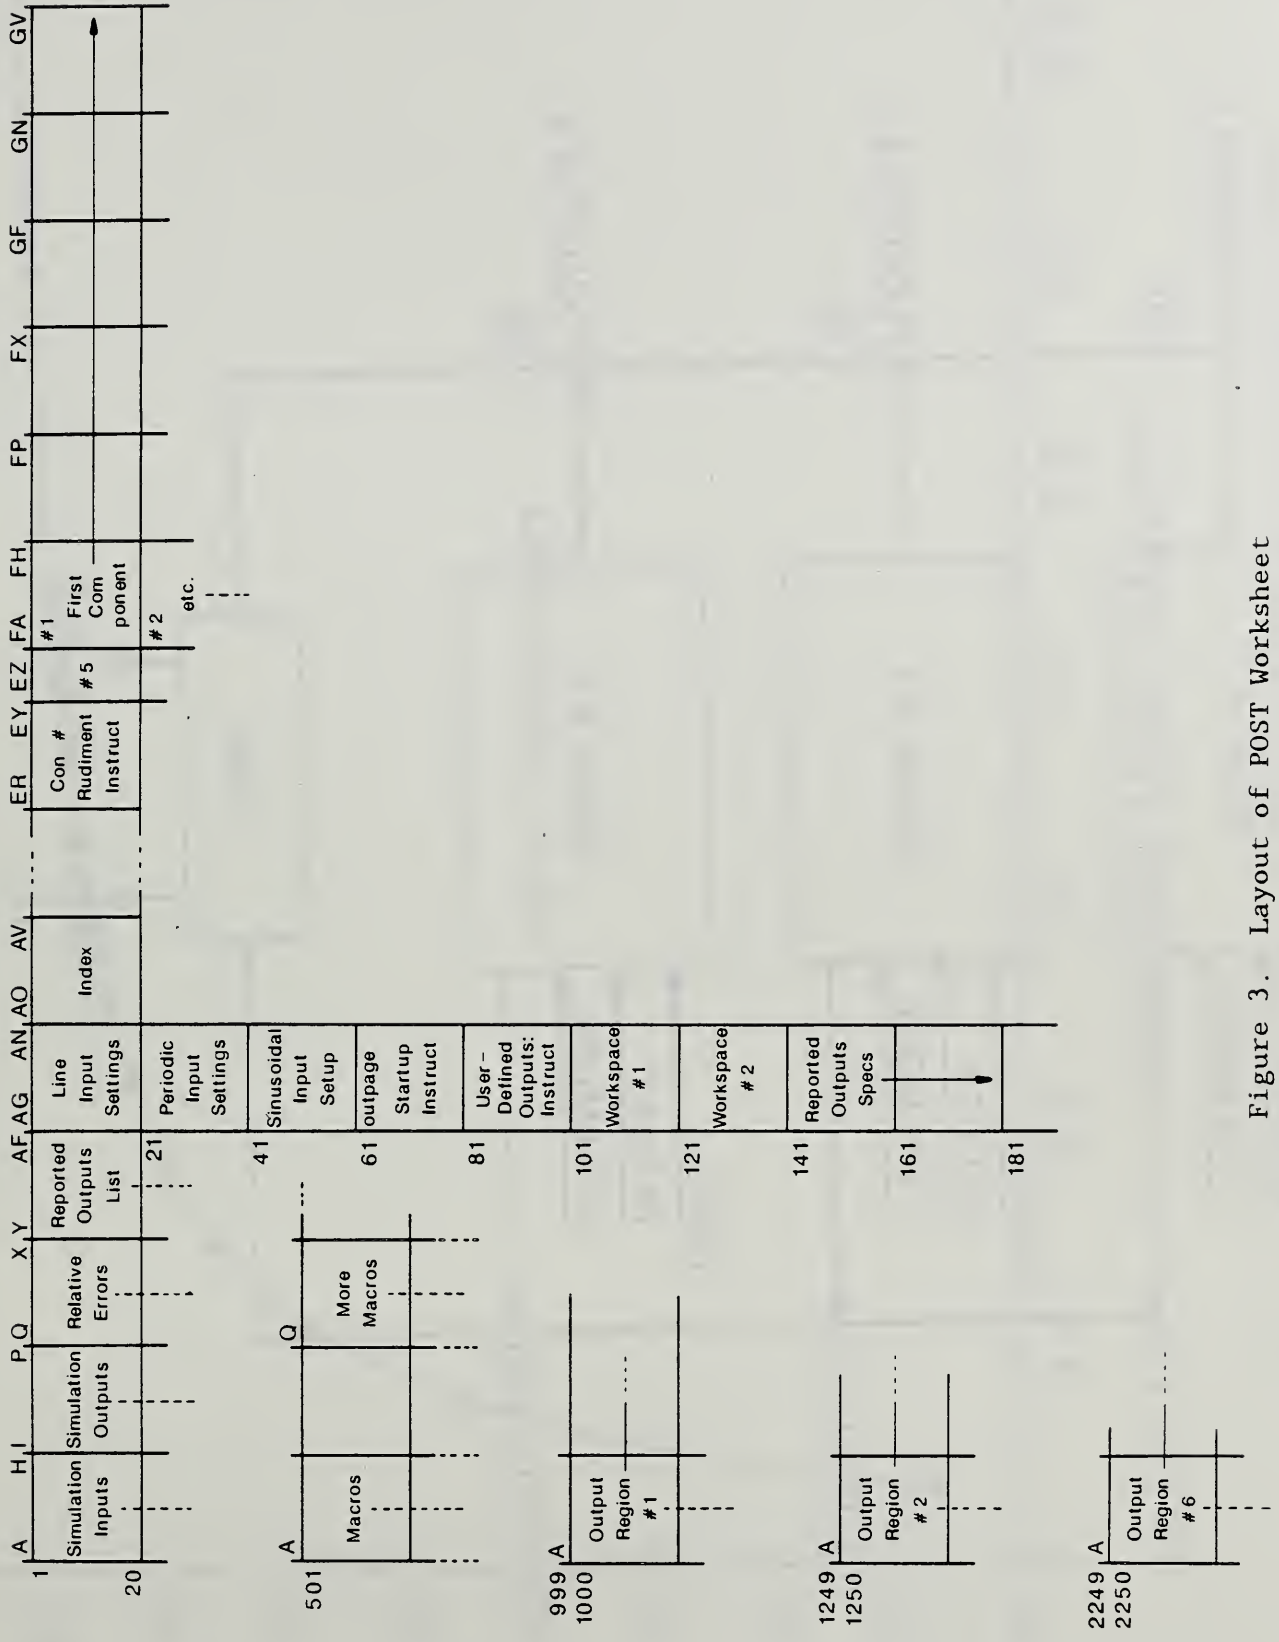 A H I P Q X Y AF AG AN AO AV ER EY EZ FA FH FP FX GF GN GV
1
20
Simulation
Inputs
Simulation
Outputs
Relative
Errors
Reported
Outputs
List
Line
Input
Settings
Index
Con #
Rudiment
Instruct
#5
#1
First
Com
ponent
#2
etc.
21
Periodic
Input
Settings
41
Sinusoidal
Input
Setup
61
outpage
Startup
Instruct
81
User-
Defined
Outputs:
Instruct
101
Workspace
#1
121
Workspace
#2
141
Reported
Outputs
Specs
161
181
A Q
501
Macros
More
Macros
999 A
1000
Output
Region
#1
1249 A
1250
Output
Region
#2
2249 A
2250
Output
Region
#6
Figure 3. Layout of POST Worksheet